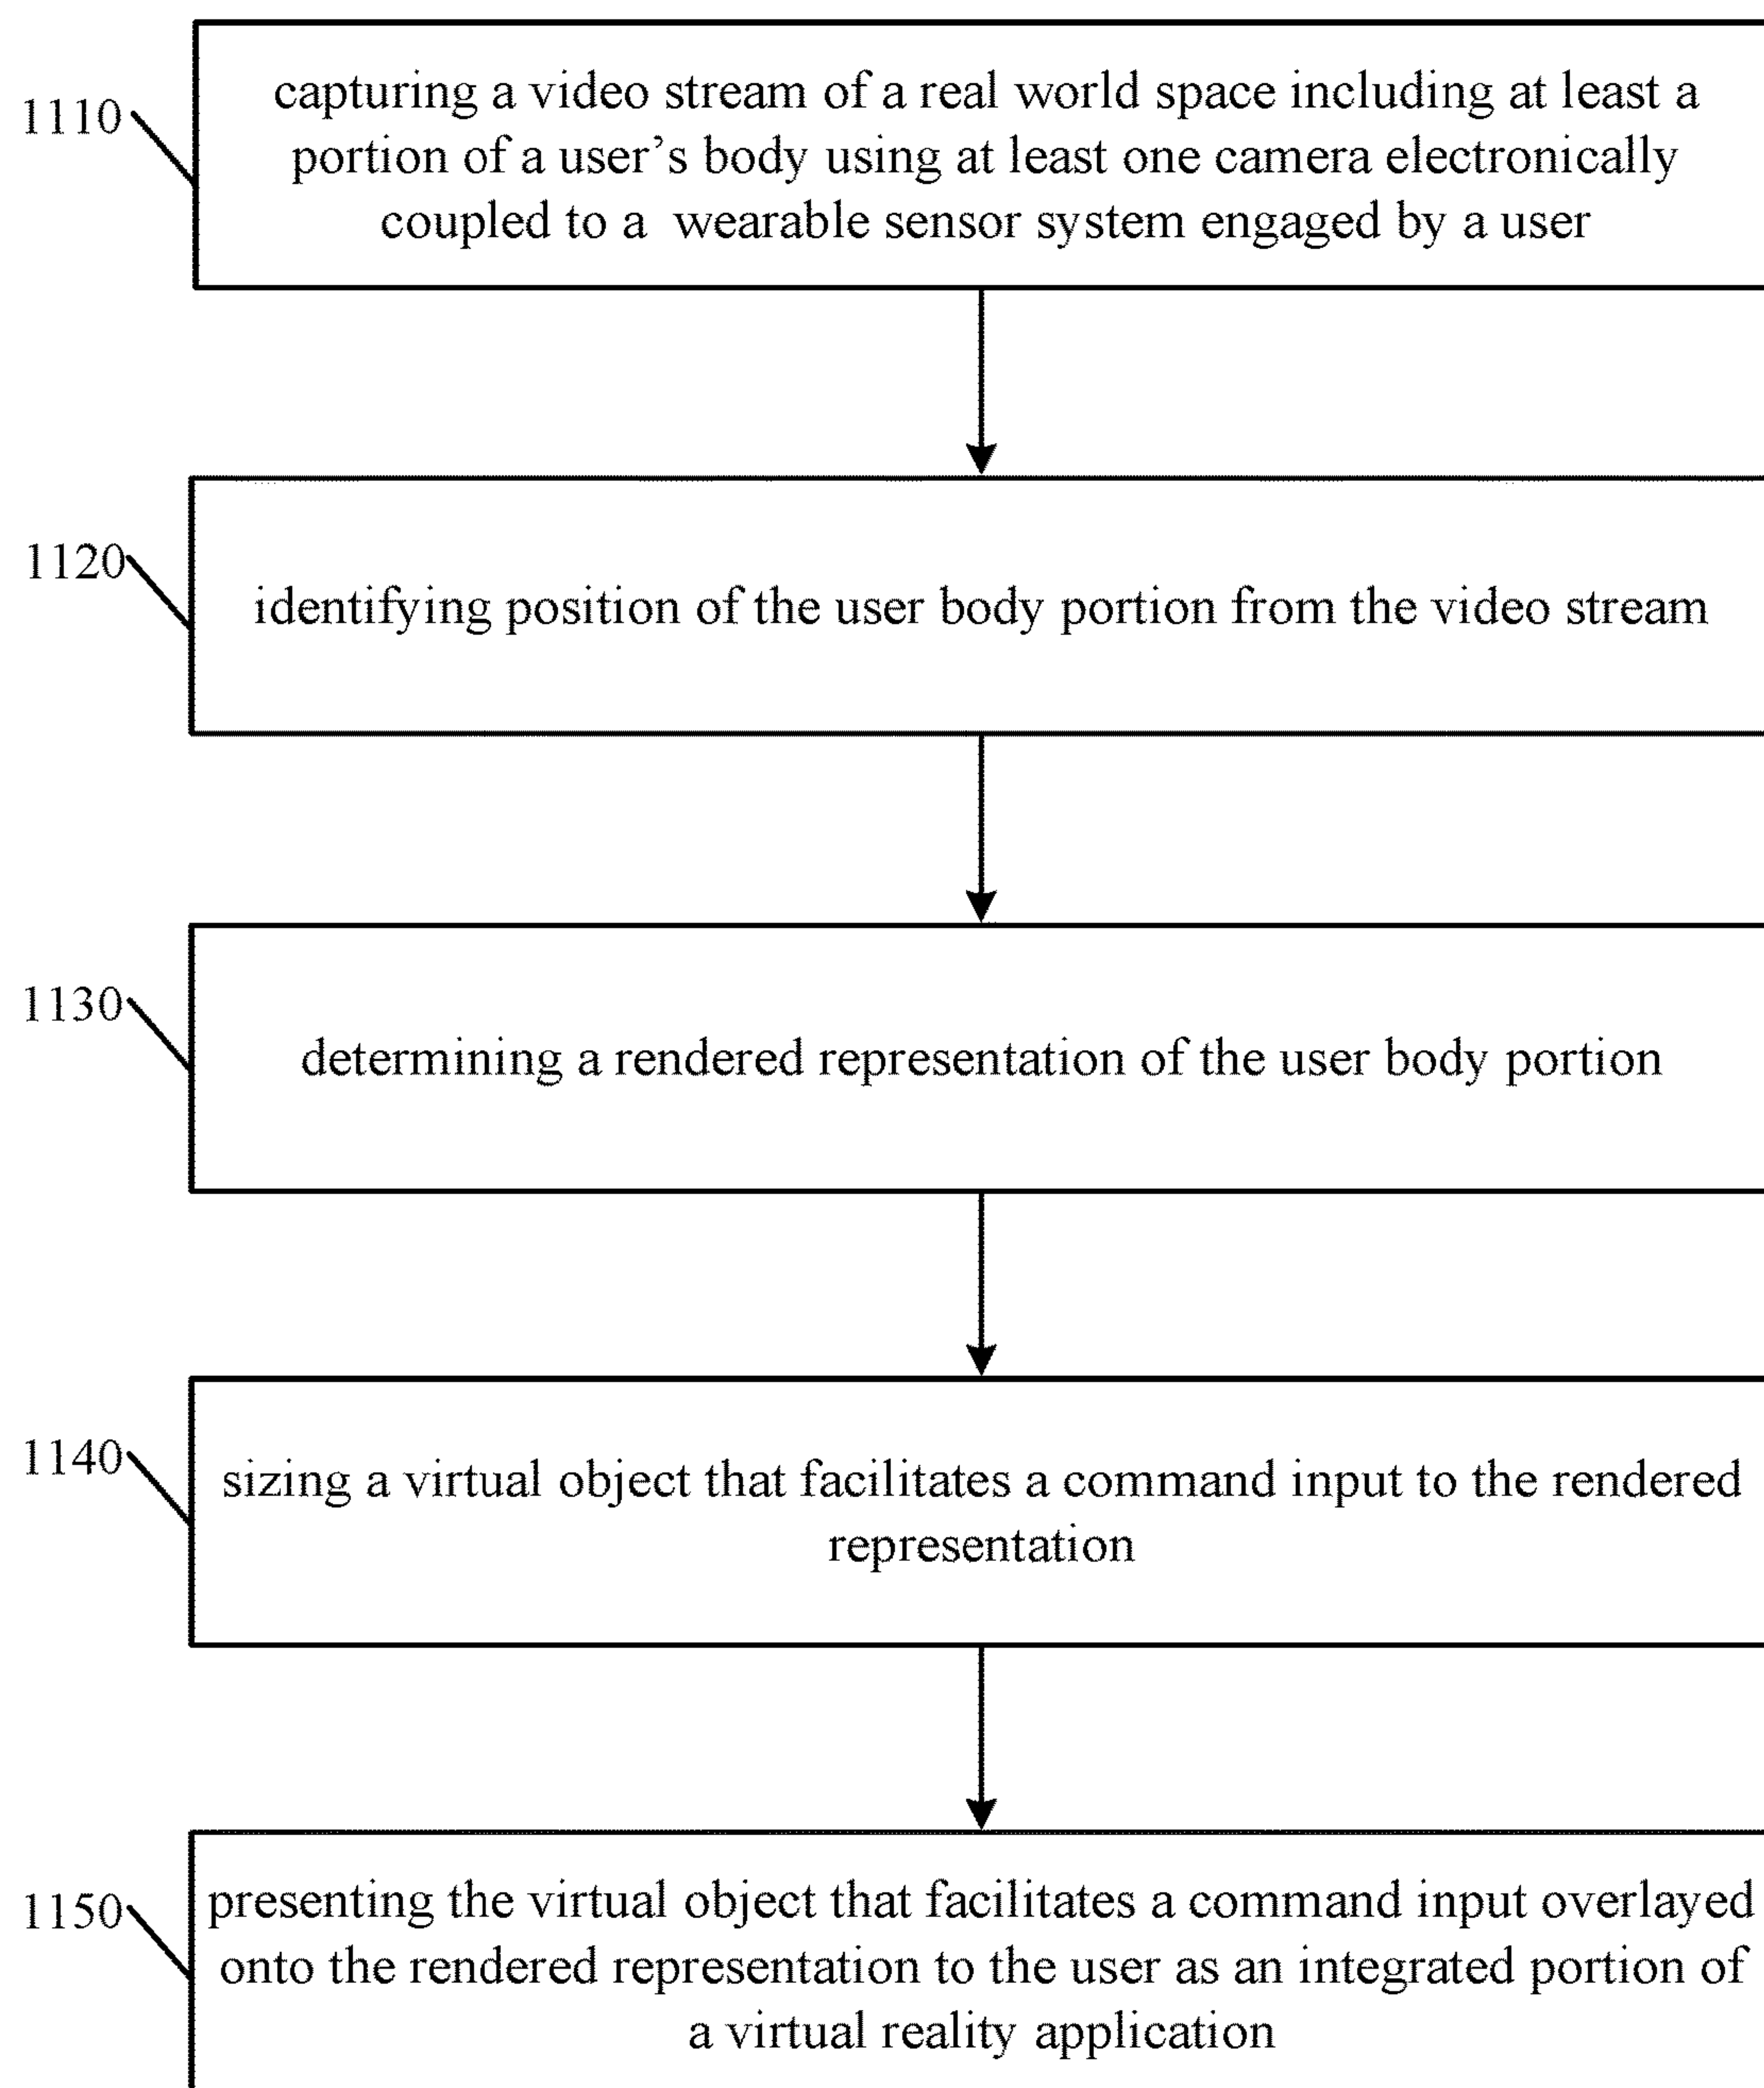 1110
capturing a video stream of a real world space including at least a
portion of a user’s body using at least one camera electronically
coupled to a wearable sensor system engaged by a user
1120
identifying position of the user body portion from the video stream
1130
determining a rendered representation of the user body portion
1140
sizing a virtual object that facilitates a command input to the rendered
representation
1150
presenting the virtual object that facilitates a command input overlayed
onto the rendered representation to the user as an integrated portion of
a virtual reality application